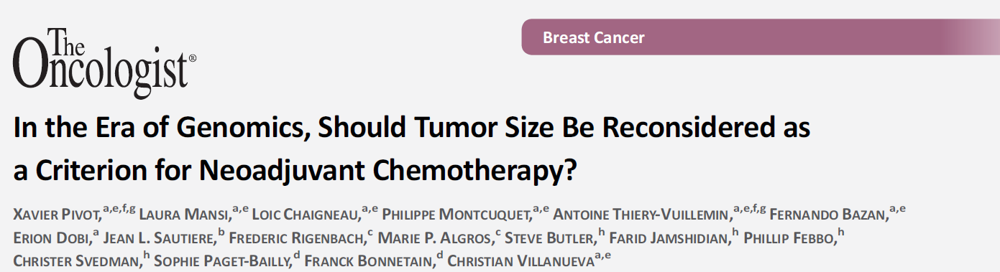 The
Oncologist®
Breast Cancer
In the Era of Genomics, Should Tumor Size Be Reconsidered as
a Criterion for Neoadjuvant Chemotherapy?
XAVIER PIVOT,a,e,f,g LAURA MANSI,a,e LOIC CHAIGNEAU,a,e PHILIPPE MONTCUQUET,a,e ANTOINE THIERY-VUILLEMIN,a,e,f,g FERNANDO BAZAN,a,e
ERION DOBI,a JEAN L. SAUTIERE,b FREDERIC RIGENBACH,c MARIE P. ALGROS,c STEVE BUTLER,h FARID JAMSHIDIAN,h PHILLIP FEBBO,h
CHRISTER SVEDMAN,h SOPHIE PAGET-BAILLY,d FRANCK BONNETAIN,d CHRISTIAN VILLANUEVAa,e